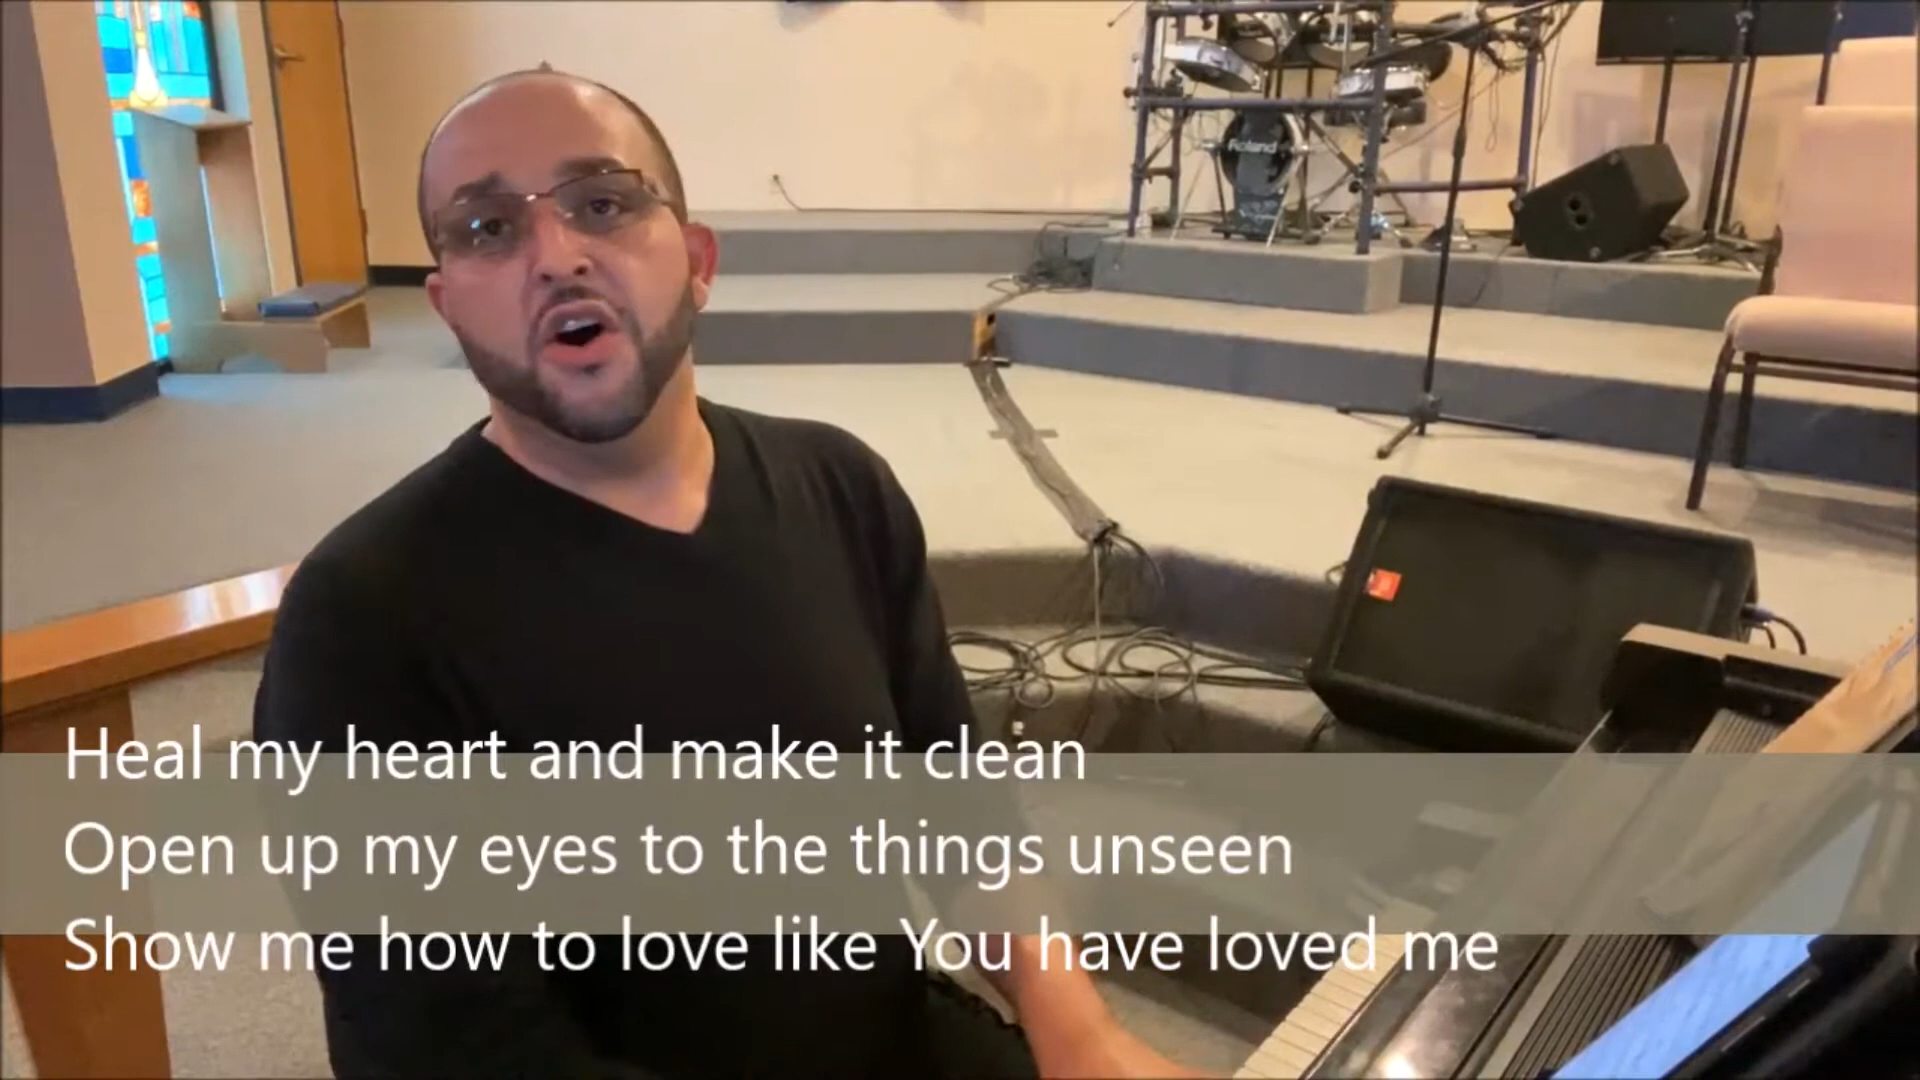 Roland
Heal my heart and make it clean
Open up my eyes to the things unseen
Show me how to love like You have loved me